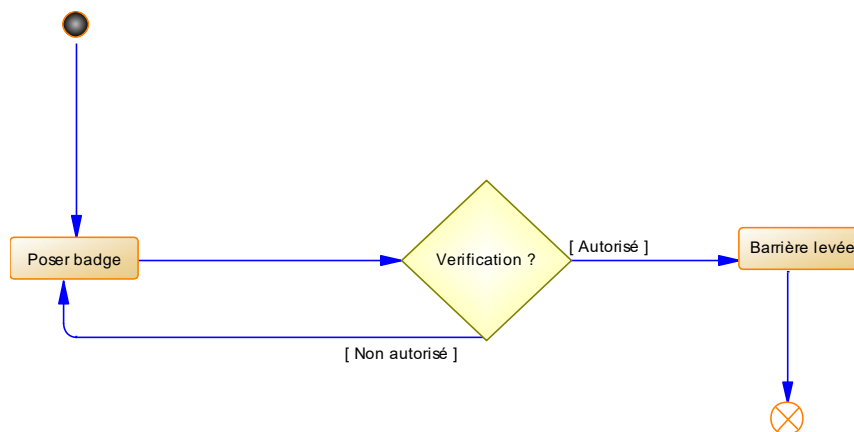 [ Autorisé ]
Poser badge
Verification ?
Barrière levée
[ Non autorisé ]